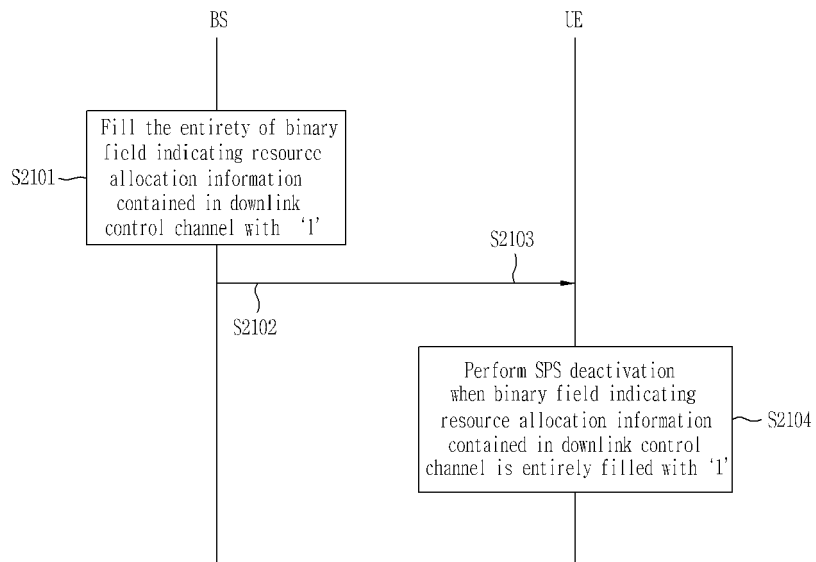 BS
UE
Fill the entirety of binary
field indicating resource
allocation information
contained in downlink
control channel with ‘1’
S2101
S2103
S2102
Perform SPS deactivation
when binary field indicating
resource allocation information
contained in downlink control
channel is entirely filled with ‘1’
S2104